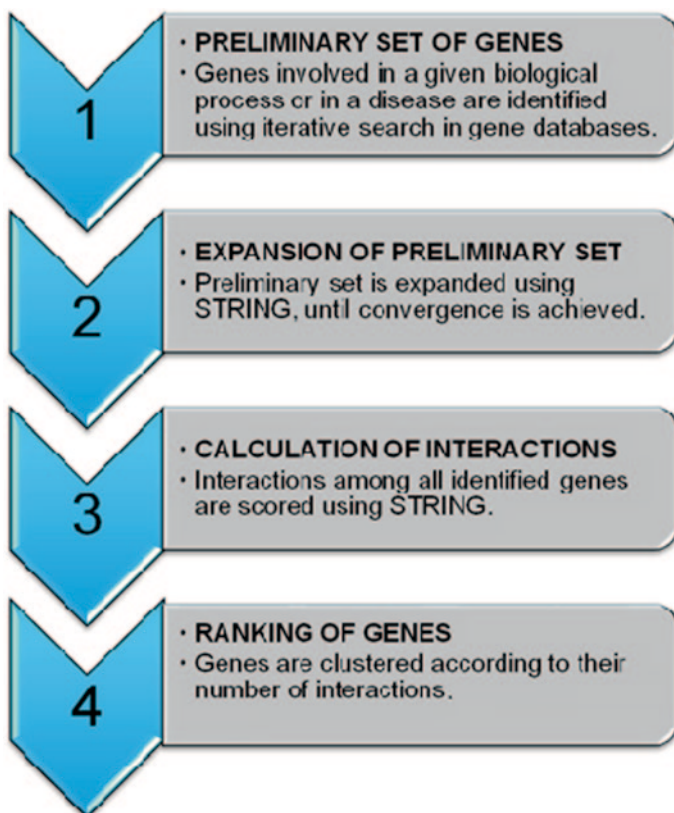 1
· PRELIMINARY SET OF GENES
· Genes involved in a given biological
process or in a disease are identified
using iterative search in gene databases.
2
· EXPANSION OF PRELIMINARY SET
· Preliminary set is expanded using
STRING, until convergence is achieved.
3
· CALCULATION OF INTERACTIONS
· Interactions among all identified genes
are scored using STRING.
4
· RANKING OF GENES
· Genes are clustered according to their
number of interactions.